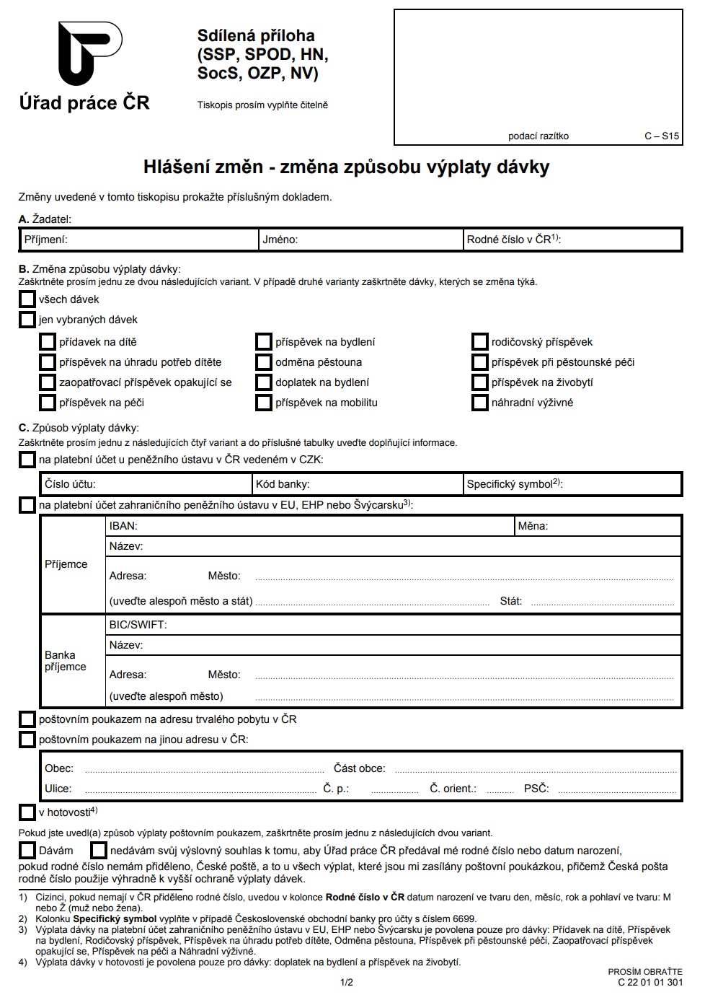 Úřad práce ČR
Sdílená příloha
(SSP, SPOD, HN,
SocS, OZP, NV)
Tiskopis prosím vyplňte čitelně
podací razítko C – S15
Hlášení změn - změna způsobu výplaty dávky
Změny uvedené v tomto tiskopisu prokažte příslušným dokladem.
A. Žadatel:
Příjmení: Jméno: Rodné číslo v ČR1):
B. Změna způsobu výplaty dávky:
Zaškrtněte prosím jednu ze dvou následujících variant. V případě druhé varianty zaškrtněte dávky, kterých se změna týká.
všech dávek
jen vybraných dávek
přídavek na dítě příspěvek na bydlení rodičovský příspěvek
příspěvek na úhradu potřeb dítěte odměna pěstouna příspěvek při pěstounské péči
zaopatřovací příspěvek opakující se doplatek na bydlení příspěvek na živobytí
příspěvek na péči příspěvek na mobilitu náhradní výživné
C. Způsob výplaty dávky:
Zaškrtněte prosím jednu z následujících čtyř variant a do příslušné tabulky uveďte doplňující informace.
na platební účet u peněžního ústavu v ČR vedeném v CZK:
Číslo účtu: Kód banky: Specifický symbol2):
na platební účet zahraničního peněžního ústavu v EU, EHP nebo Švýcarsku3):
IBAN: Měna:
Název:
Příjemce
Adresa: Město:
(uveďte alespoň město a stát) Stát:
BIC/SWIFT:
Název:
Banka
příjemce
Adresa: Město:
(uveďte alespoň město)
poštovním poukazem na adresu trvalého pobytu v ČR
poštovním poukazem na jinou adresu v ČR:
Obec: Část obce:
Ulice: Č. p.: Č. orient.: PSČ:
v hotovosti4)
Pokud jste uvedl(a) způsob výplaty poštovním poukazem, zaškrtněte prosím jednu z následujících dvou variant.
Dávám nedávám svůj výslovný souhlas k tomu, aby Úřad práce ČR předával mé rodné číslo nebo datum narození,
pokud rodné číslo nemám přiděleno, České poště, a to u všech výplat, které jsou mi zasílány poštovní poukázkou, přičemž Česká pošta
rodné číslo použije výhradně k vyšší ochraně výplaty dávek.
1) Cizinci, pokud nemají v ČR přiděleno rodné číslo, uvedou v kolonce Rodné číslo v ČR datum narození ve tvaru den, měsíc, rok a pohlaví ve tvaru: M
nebo Ž (muž nebo žena).
2) Kolonku Specifický symbol vyplňte v případě Československé obchodní banky pro účty s číslem 6699.
3) Výplata dávky na platební účet zahraničního peněžního ústavu v EU, EHP nebo Švýcarsku je povolena pouze pro dávky: Přídavek na dítě, Příspěvek
na bydlení, Rodičovský příspěvek, Příspěvek na úhradu potřeb dítěte, Odměna pěstouna, Příspěvek při pěstounské péči, Zaopatřovací příspěvek
opakující se, Příspěvek na péči a Náhradní výživné.
4) Výplata dávky v hotovosti je povolena pouze pro dávky: doplatek na bydlení a příspěvek na živobytí.
PROSÍM OBRAŤTE
1/2 C 22 01 01 301